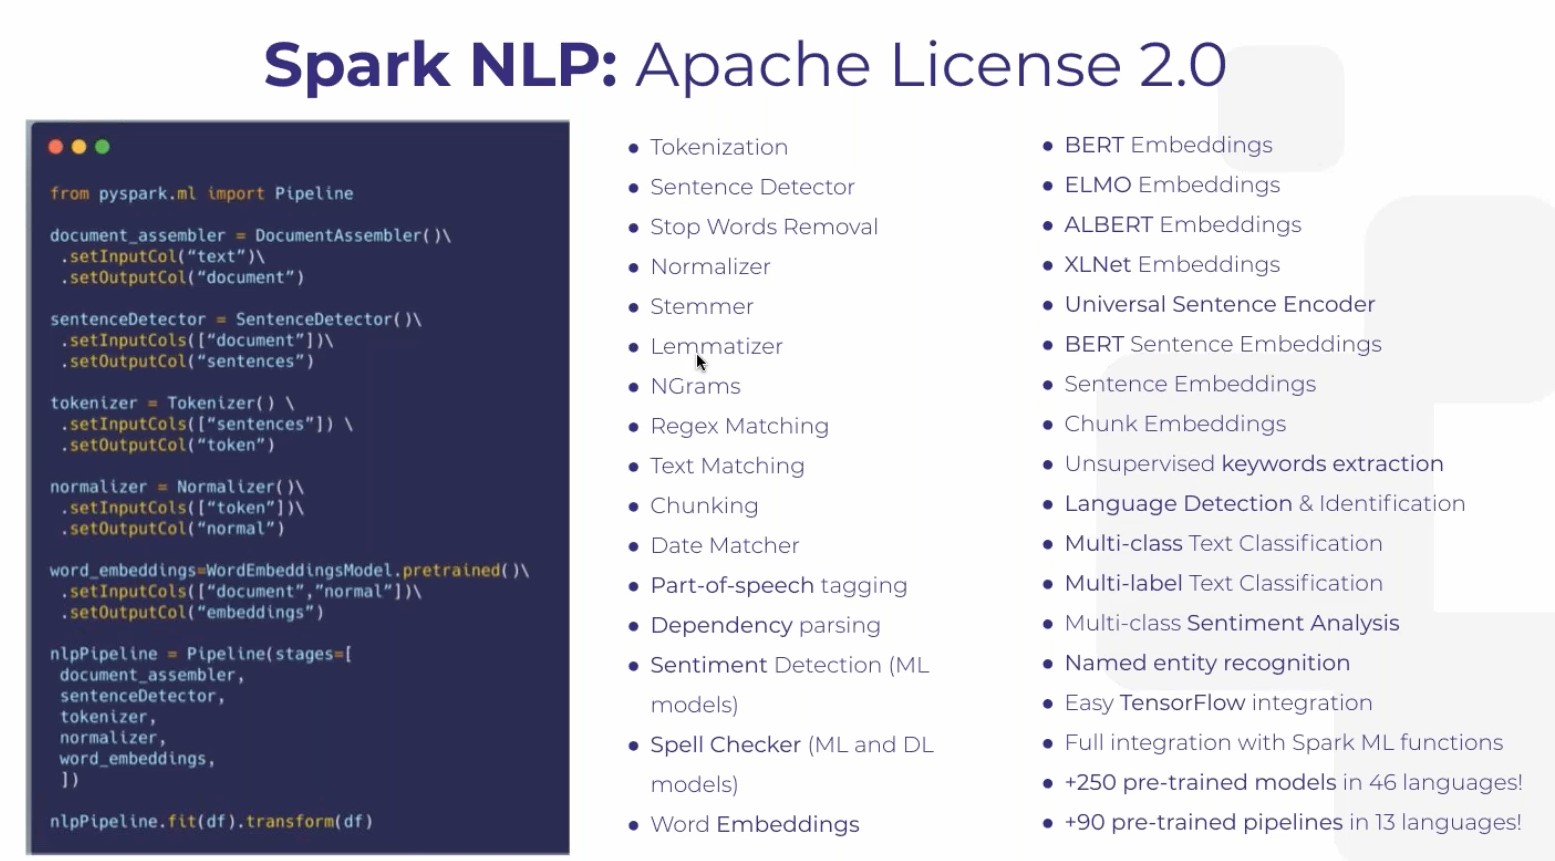 Spark NLP: Apache License 2.0
from pyspark.ml import Pipeline
document_assembler = DocumentAssembler()\
.setInputCol(“text”)\
.setOutputCol(“document”)
sentenceDetector = SentenceDetector()\
.setInputCols([“document”])\
.setOutputCol(“sentences”)
tokenizer = Tokenizer() \
.setInputCols([“sentences”]) \
.setOutputCol(“token”)
normalizer = Normalizer()\
.setInputCols([“token”])\
.setOutputCol(“normal”)
word_embeddings=WordEmbeddingsModel.pretrained()\
.setInputCols([“document”,”normal”])\
.setOutputCol(“embeddings”)
nlpPipeline = Pipeline(stages=[
document_assembler,
sentenceDetector,
tokenizer,
normalizer,
word_embeddings,
])
nlpPipeline.fit(df).transform(df)
● Tokenization
● Sentence Detector
● Stop Words Removal
● Normalizer
● Stemmer
● Lemmatizer
● NGrams
● Regex Matching
● Text Matching
● Chunking
● Date Matcher
● Part-of-speech tagging
● Dependency parsing
● Sentiment Detection (ML
models)
● Spell Checker (ML and DL
models)
● Word Embeddings
● BERT Embeddings
● ELMO Embeddings
● ALBERT Embeddings
● XLNet Embeddings
● Universal Sentence Encoder
● BERT Sentence Embeddings
● Sentence Embeddings
● Chunk Embeddings
● Unsupervised keywords extraction
● Language Detection & Identification
● Multi-class Text Classification
● Multi-label Text Classification
● Multi-class Sentiment Analysis
● Named entity recognition
● Easy TensorFlow integration
● Full integration with Spark ML functions
● +250 pre-trained models in 46 languages!
● +90 pre-trained pipelines in 13 languages!